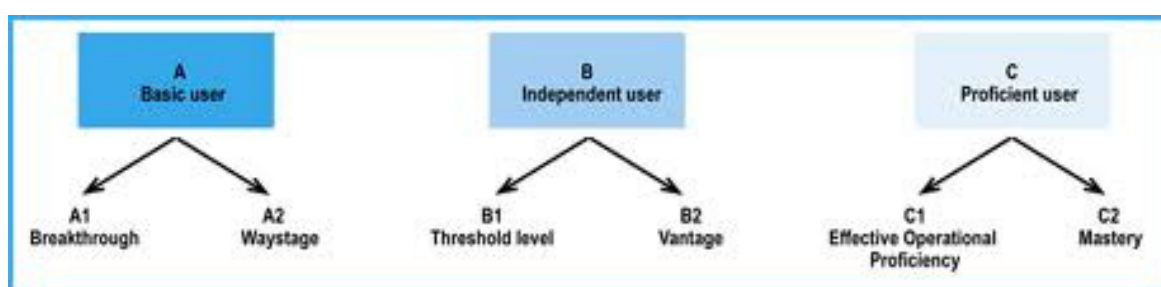 A
Basic user
B
Independent user
C
Proficient user
A1
Breakthrough
A2
Waystage
B1
Threshold level
B2
Vantage
C1
Effective Operational
Proficiency
C2
Mastery